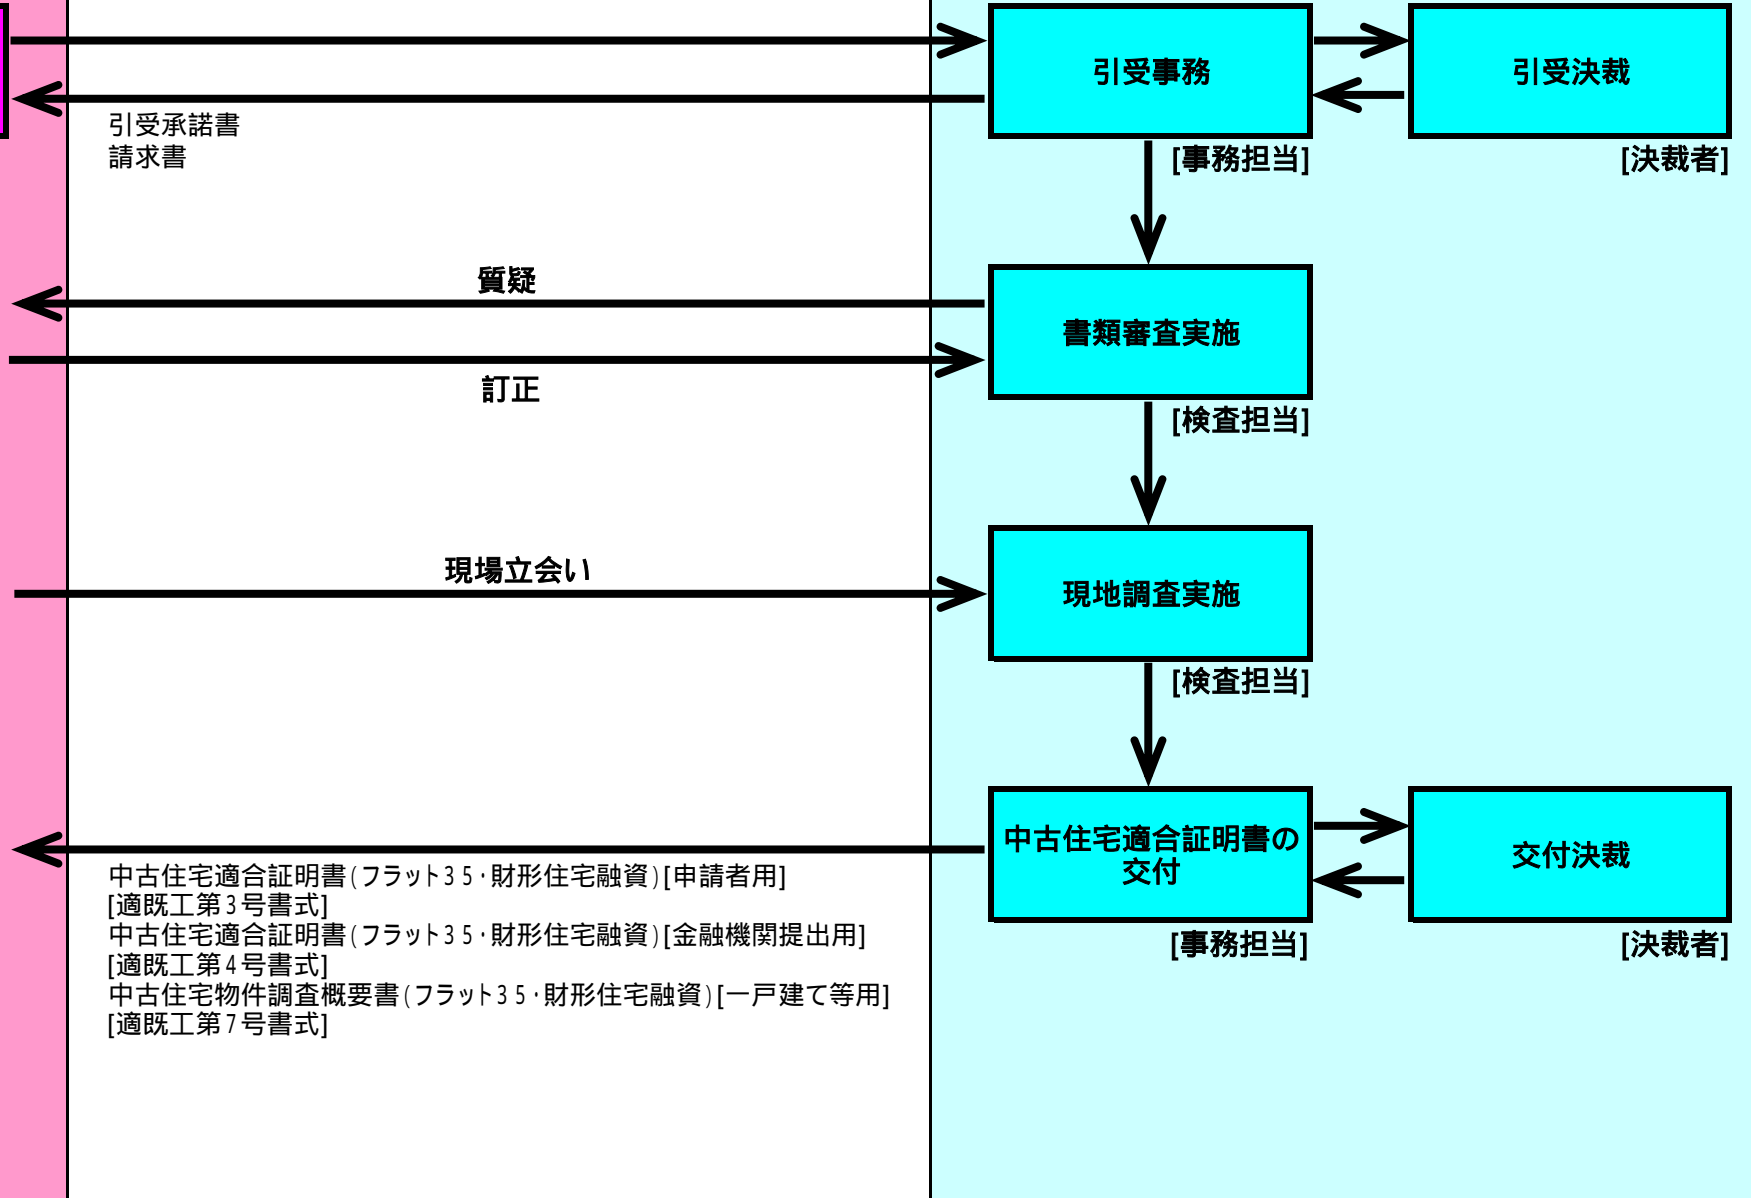 引受事務
引受決裁
引受承諾書
請求書
[事務担当]
[決裁者]
質疑
書類審査実施
訂正
[検査担当]
現場立会い
現地調査実施
[検査担当]
中古住宅適合証明書の
交付
交付決裁
中古住宅適合証明書(フラット35・財形住宅融資)[申請者用]
[適既工第3号書式]
中古住宅適合証明書(フラット35・財形住宅融資)[金融機関提出用]
[適既工第4号書式]
中古住宅物件調査概要書(フラット35・財形住宅融資)[一戸建て等用]
[適既工第7号書式]
[事務担当]
[決裁者]